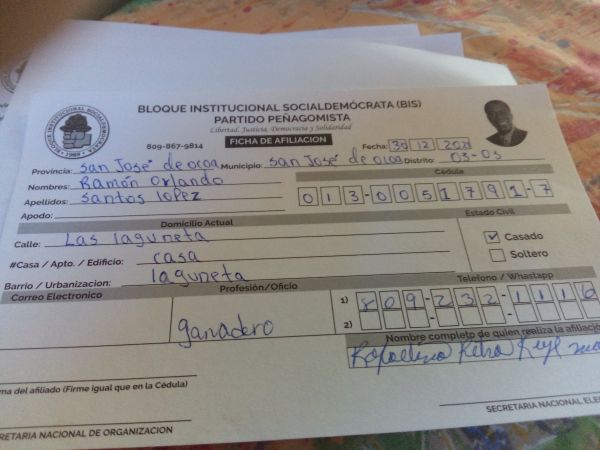 BLOQUE INSTITUCIONAL SOCIALDEMÓCRATA (BIS)
PARTIDO PEÑAGOMISTA
Libertad, Justicia, Democracia y Solidaridad
809-867-9814 FICHA DE AFILIACION Fecha: 30 12 2021
Provincia: San José de ocoa Municipio: San José de ocoa Distrito: 03-03
Nombres: Ramón Orlando Cédula
Apellidos: Santos lopez 013-0051791-7
Apodo: Estado Civil
Domicilio Actual
Calle: Las laguneta Casado
#Casa / Apto. / Edificio: casa Soltero
Barrio / Urbanizacion: laguneta
Correo Electronico Profesión/Oficio Telefono / Whastapp
ganadero 1) 809-232-1116
2)
Nombre completo de quien realiza la afiliació
ma del afiliado (Firme igual que en la Cédula)
SECRETARIA NACIONAL ELE
RETARIA NACIONAL DE ORGANIZACION